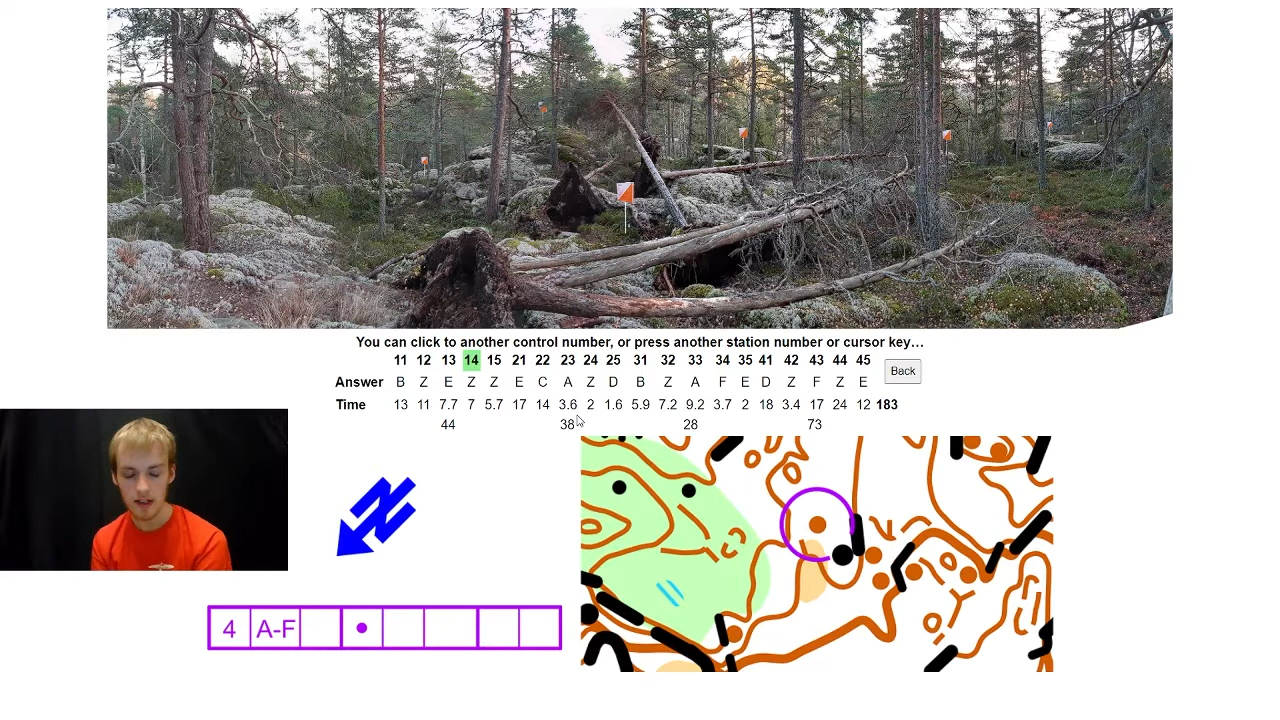 You can click to another control number, or press another station number or cursor key…
11 12 13 14 15 21 22 23 24 25 31 32 33 34 35 41 42 43 44 45
Back
Answer B Z E Z Z E C A Z D B Z A F E D Z F Z E
Time 13 11 7.7 7 5.7 17 14 3.6 2 1.6 5.9 7.2 9.2 3.7 2 18 3.4 17 24 12 183
44 38 28 73
4 A-F